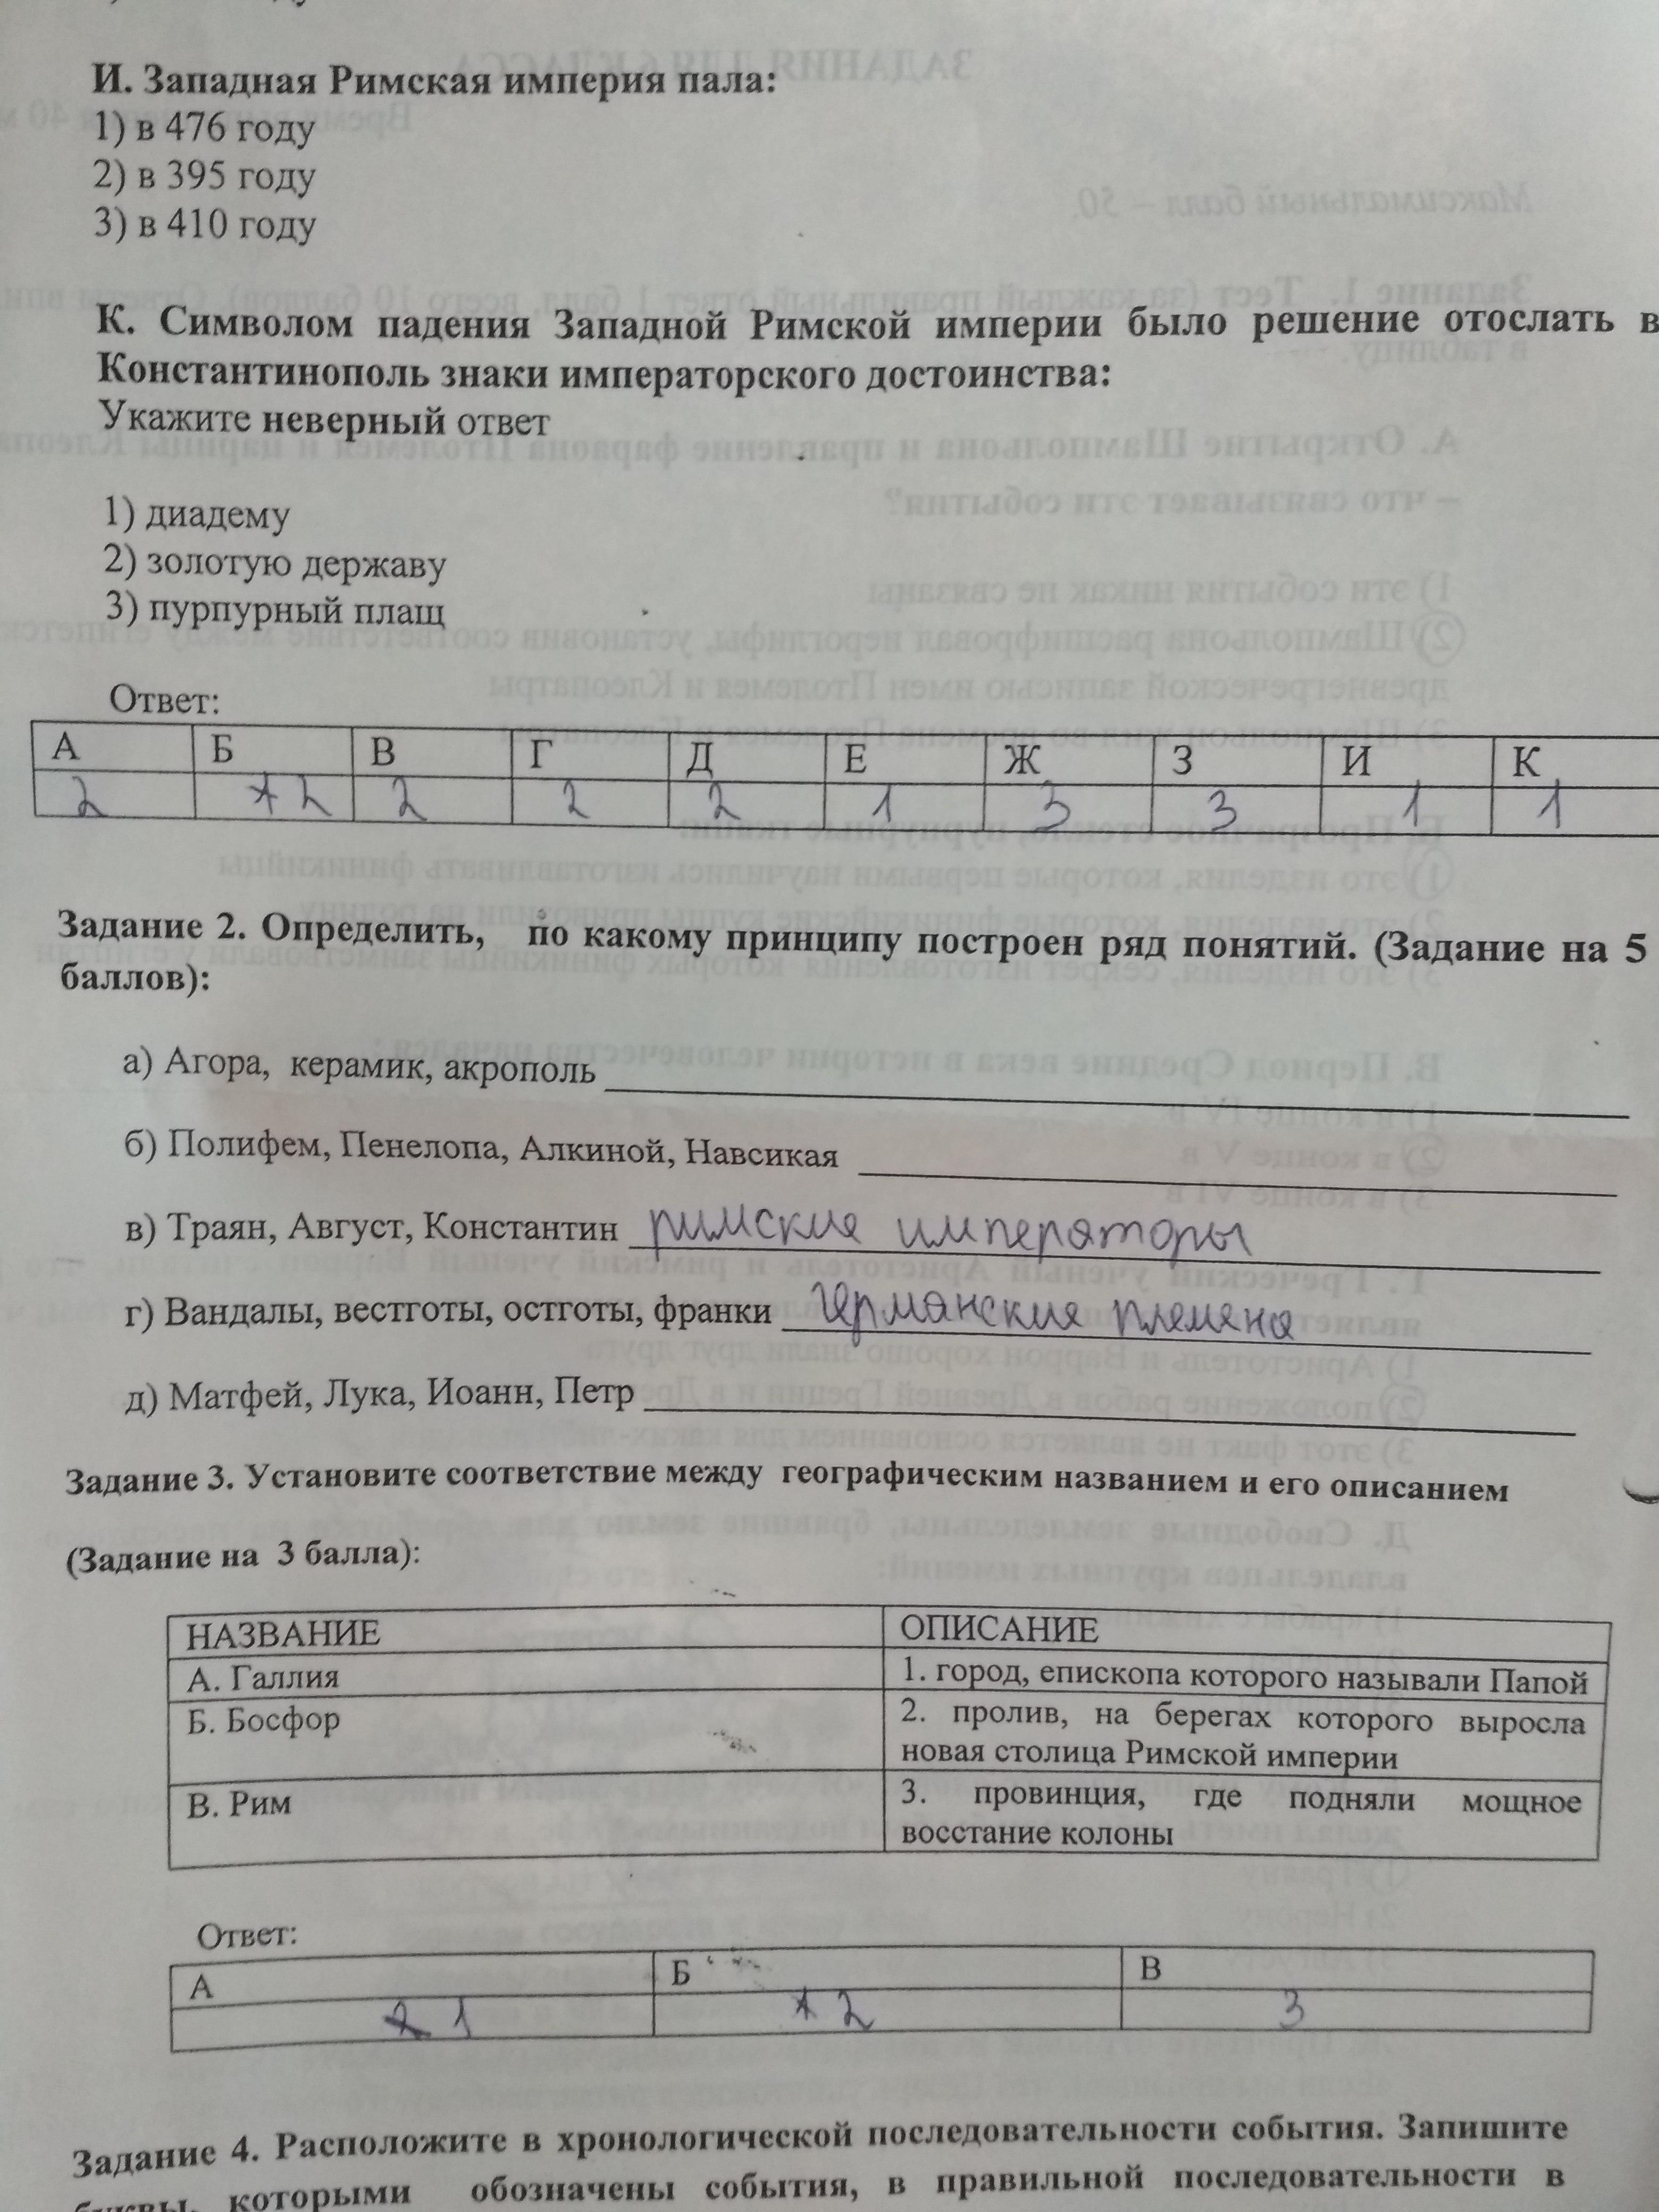 И. Западная Римская империя пала:
1) в 476 году
2) в 395 году
3) в 410 году
К. Символом падения Западной Римской империи было решение отослать в
Константинополь знаки императорского достоинства:
Укажите неверный ответ
1) диадему
2) золотую державу
3) пурпурный плащ
Ответ:
А Б В Г Д Е Ж З И К
2 2 2 2 2 1 3 3 1 1
Задание 2. Определить, по какому принципу построен ряд понятий. (Задание на 5
баллов):
а) Агора, керамик, акрополь
б) Полифем, Пенелопа, Алкиной, Навсикая
в) Траян, Август, Константин римские императоры
г) Вандалы, вестготы, остготы, франки германские племена
д) Матфей, Лука, Иоанн, Петр
Задание 3. Установите соответствие между географическим названием и его описанием
(Задание на 3 балла):
НАЗВАНИЕ ОПИСАНИЕ
А. Галлия 1. город, епископа которого называли Папой
Б. Босфор 2. пролив, на берегах которого выросла
новая столица Римской империи
В. Рим 3. провинция, где подняли мощное
восстание колоны
Ответ:
А Б В
1 2 3
Задание 4. Расположите в хронологической последовательности события. Запишите
буквы, которыми обозначены события, в правильной последовательности в